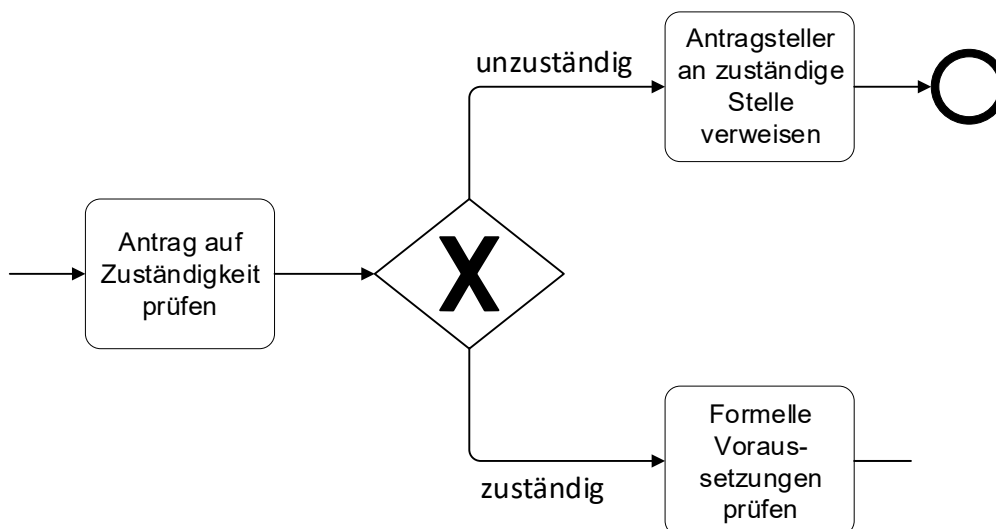 unzuständig
Antragsteller
an zuständige
Stelle
verweisen
Antrag auf
Zuständigkeit
prüfen
X
zuständig
Formelle
Voraus-
setzungen
prüfen